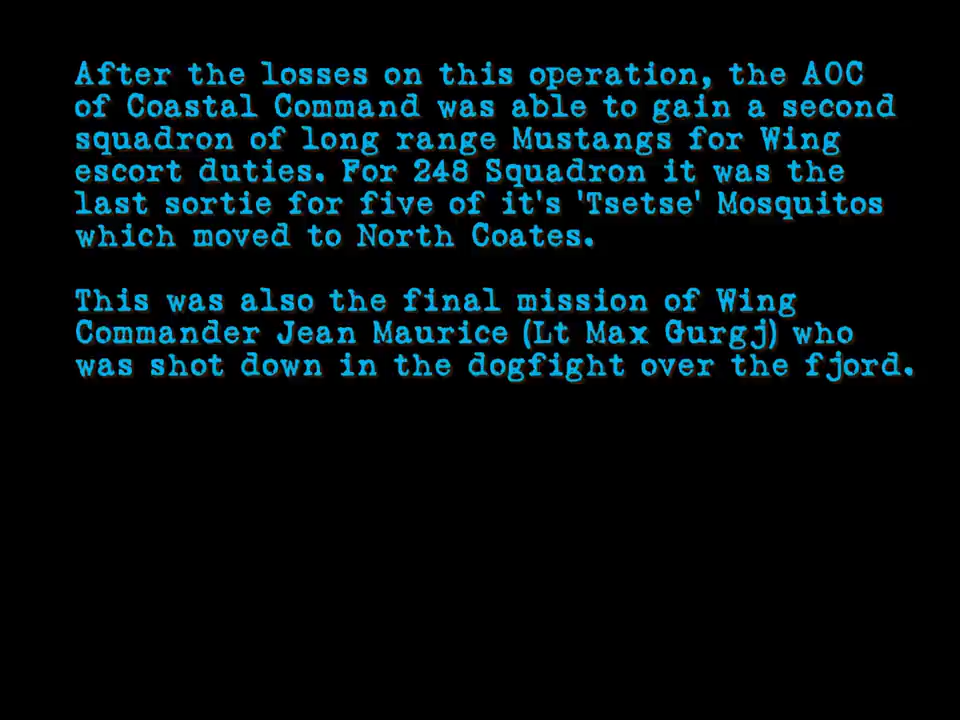 After the losses on this operation, the AOC
of Coastal Command was able to gain a second
squadron of long range Mustangs for Wing
escort duties. For 248 Squadron it was the
last sortie for five of it's 'Tsetse' Mosquitos
which moved to North Coates.
This was also the final mission of Wing
Commander Jean Maurice (Lt Max Gurgj) who
was shot down in the dogfight over the fjord.